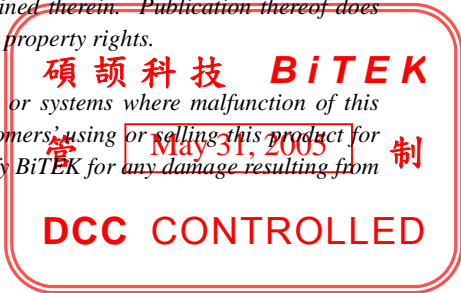 ined therein. Publication thereof does
property rights.
碩頡科技 BiTEK
or systems where malfunction of this
omers' using or selling this product for
管 May 31, 2005 制
fy BiTEK for any damage resulting from
DCC CONTROLLED